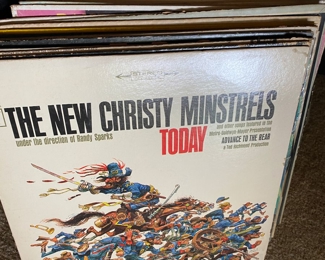 THE NEW CHRISTY MINSTRELS
under the direction of Randy Sparks
TODAY
and other songs featured in the
Metro-Goldwyn-Mayer Presentation
ADVANCE TO THE REAR
a Ted Richmond Production